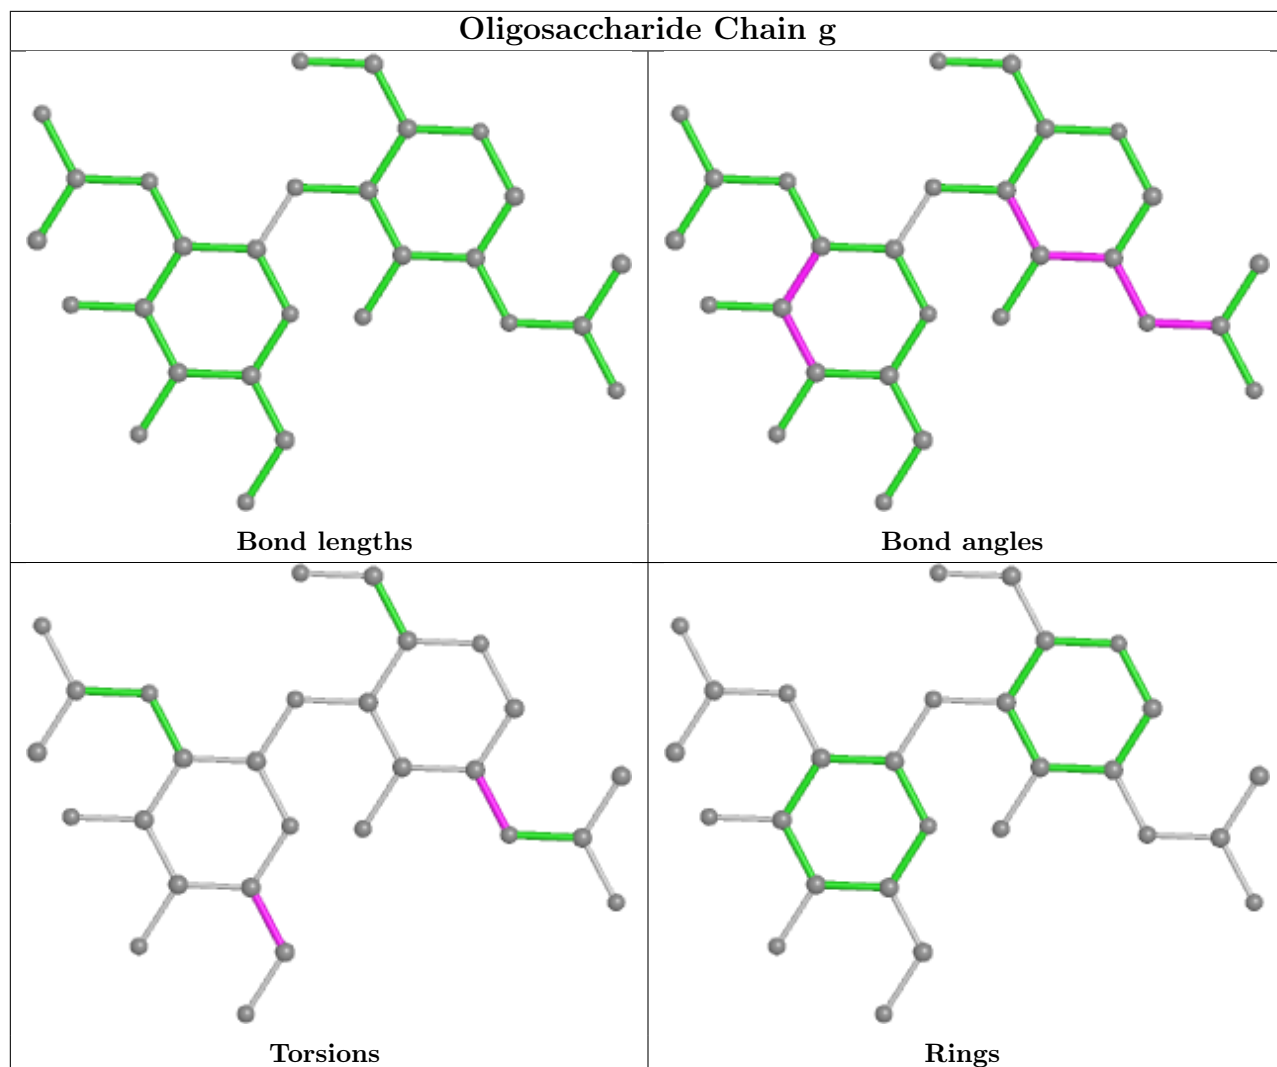 Oligosaccharide Chain g
Bond lengths
Bond angles
Torsions
Rings